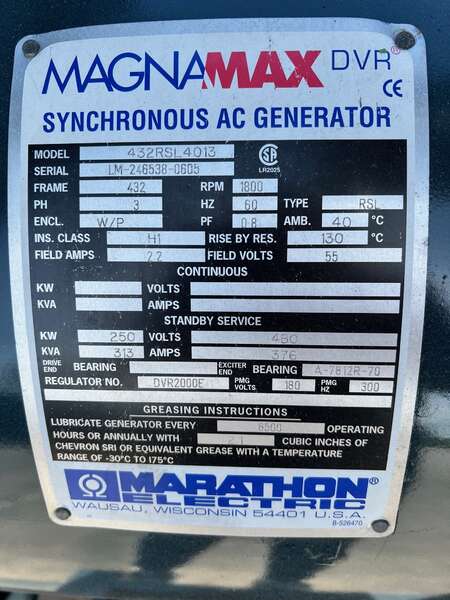 MAGNAMAX DVR®
CE
SYNCHRONOUS AC GENERATOR
MODEL 432RSL4013
SERIAL LM-246538-0605 LR2025
FRAME 432 RPM 1800
PH 3 HZ 60 TYPE RSL
ENCL. W/P PF 0.8 AMB. 40 °C
INS. CLASS H1 RISE BY RES. 130 °C
FIELD AMPS 2.2 FIELD VOLTS 55
CONTINUOUS
KW VOLTS
KVA AMPS
STANDBY SERVICE
KW 250 VOLTS 480
KVA 313 AMPS 376
DRIVE END BEARING EXCITER END BEARING A-7812R-70
REGULATOR NO. DVR2000E PMG VOLTS 180 PMG HZ 300
GREASING INSTRUCTIONS
LUBRICATE GENERATOR EVERY 8500 OPERATING
HOURS OR ANNUALLY WITH 2.1 CUBIC INCHES OF
CHEVRON SRI OR EQUIVALENT GREASE WITH A TEMPERATURE
RANGE OF -30°C TO 175°C
MARATHON®
ELECTRIC
WAUSAU, WISCONSIN 54401 U.S.A.
B-526470